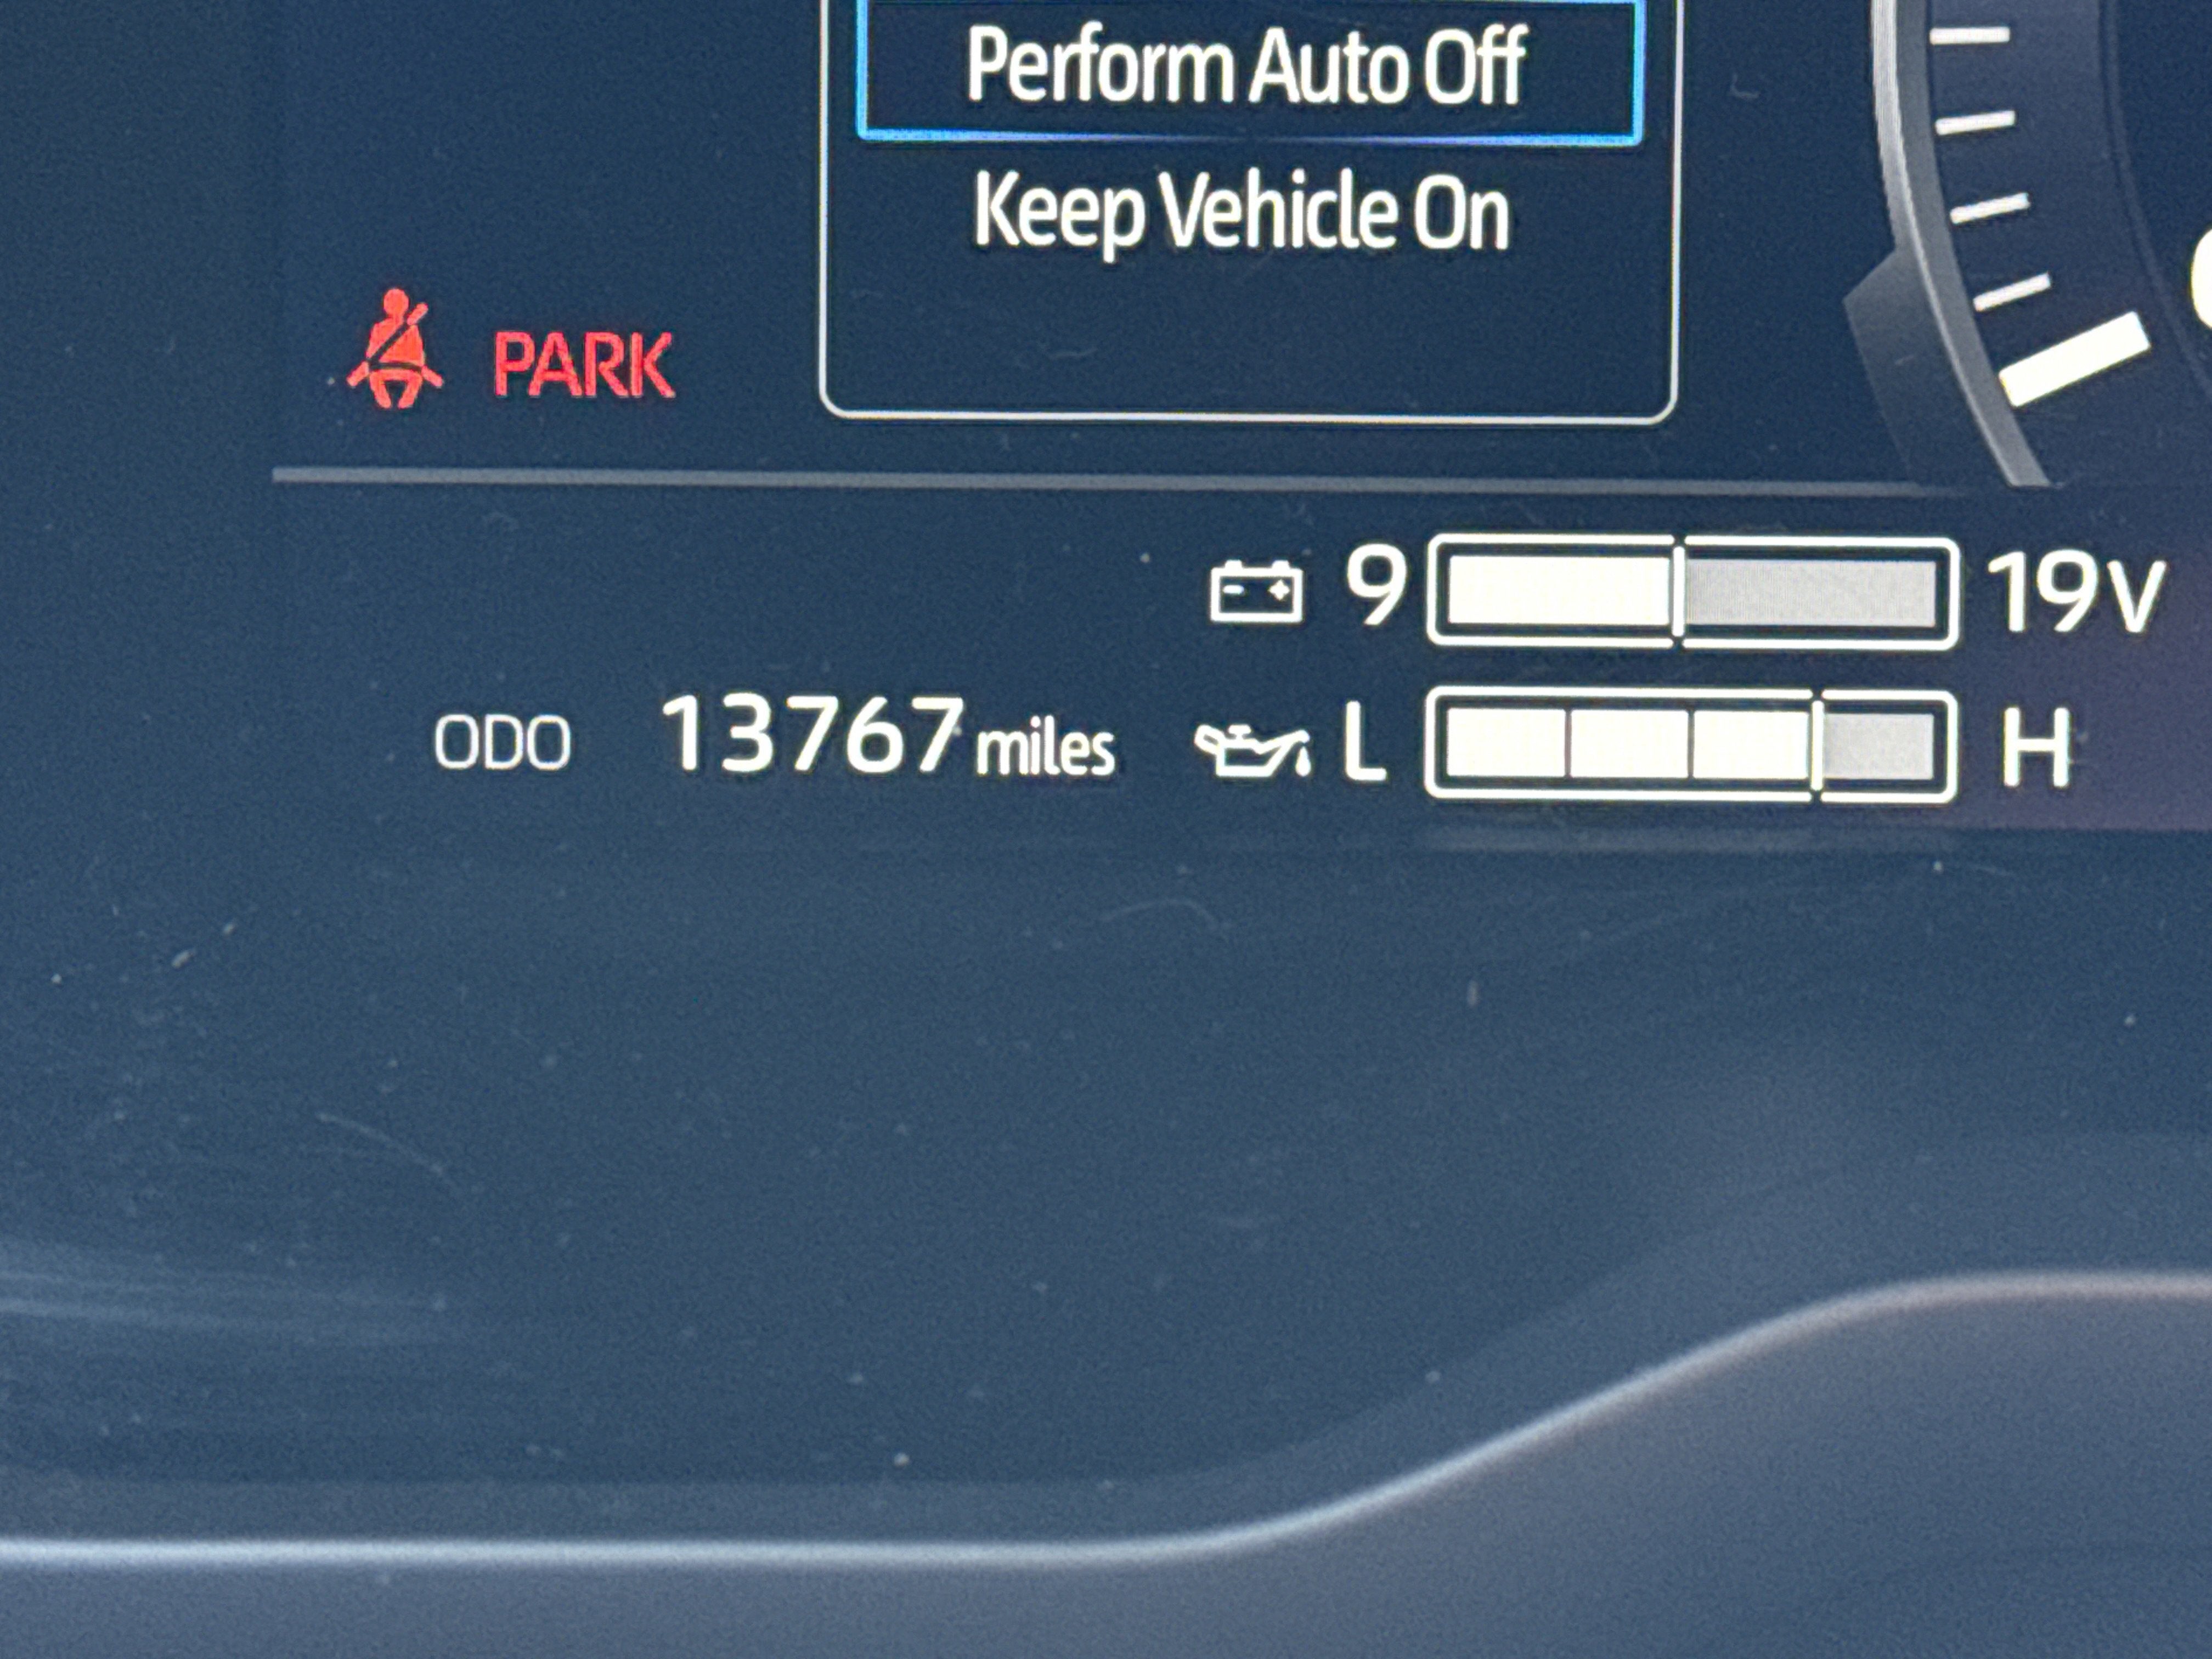 Perform Auto Off
Keep Vehicle On
PARK
9 19V
ODO 13767 miles L H